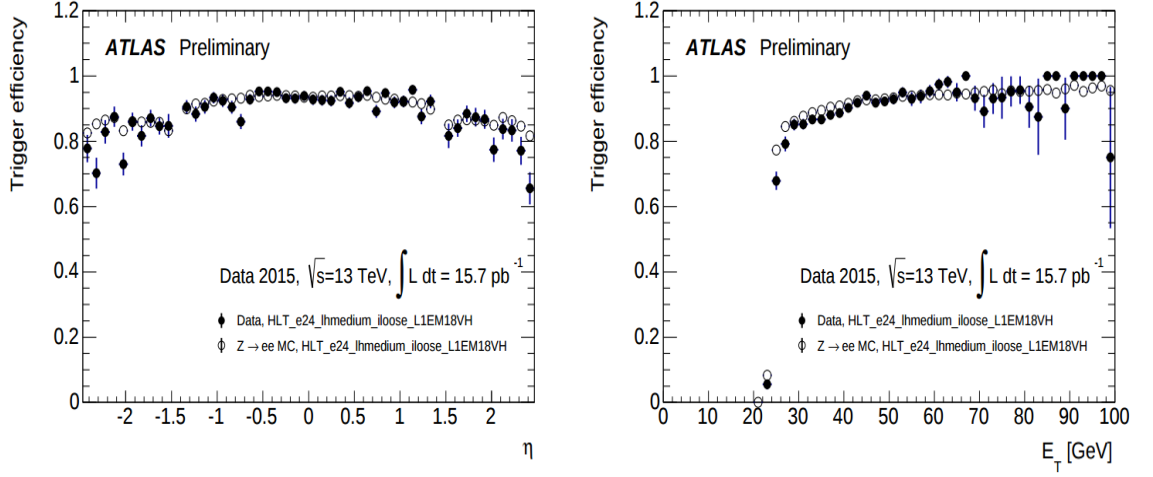 Trigger efficiency
1.2
1
0.8
0.6
0.4
0.2
0
ATLAS Preliminary
Data 2015, √s=13 TeV, ∫ L dt = 15.7 pb -1
Data, HLT_e24_lhmedium_iloose_L1EM18VH
Z → ee MC, HLT_e24_lhmedium_iloose_L1EM18VH
-2 -1.5 -1 -0.5 0 0.5 1 1.5 2
η
Trigger efficiency
1.2
1
0.8
0.6
0.4
0.2
0
ATLAS Preliminary
Data 2015, √s=13 TeV, ∫ L dt = 15.7 pb -1
Data, HLT_e24_lhmedium_iloose_L1EM18VH
Z → ee MC, HLT_e24_lhmedium_iloose_L1EM18VH
0 10 20 30 40 50 60 70 80 90 100
E_T [GeV]